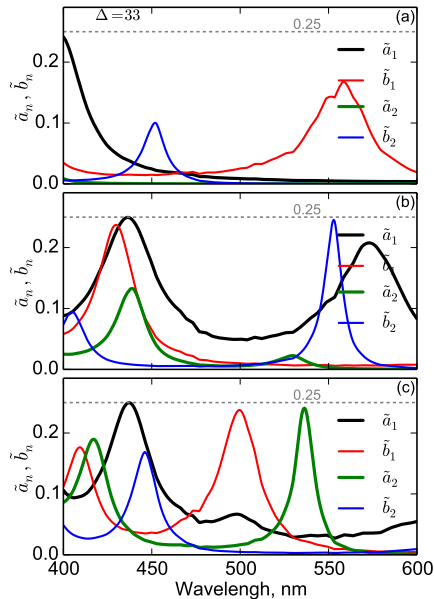 Δ=33
(a)
0.25
ã₁
b̃₁
ã₂
b̃₂
0.2
0.1
0.0
ãₙ, b̃ₙ
(b)
0.25
ã₁
b̃₁
ã₂
b̃₂
0.2
0.1
0.0
ãₙ, b̃ₙ
(c)
0.25
ã₁
b̃₁
ã₂
b̃₂
0.2
0.1
0.0
ãₙ, b̃ₙ
400 450 500 550 600
Wavelengh, nm